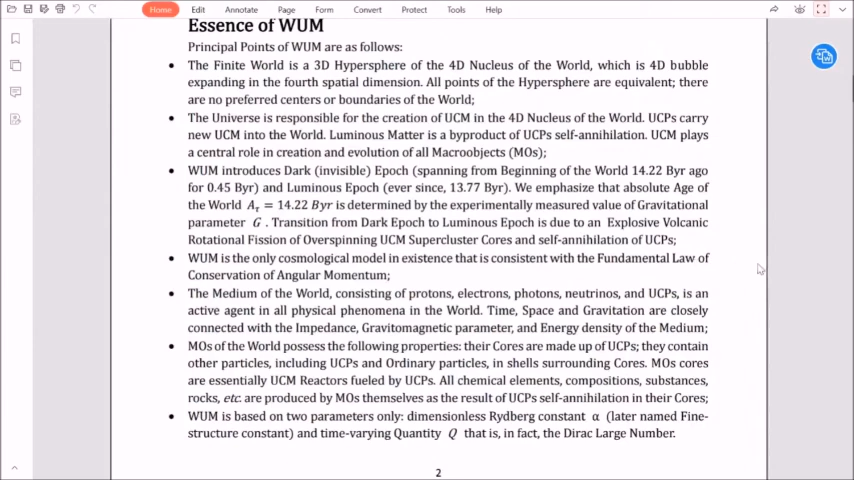 Home
Edit
Annotate
Page
Form
Convert
Protect
Tools
Help
Essence of WUM
Principal Points of WUM are as follows:
• The Finite World is a 3D Hypersphere of the 4D Nucleus of the World, which is 4D bubble
expanding in the fourth spatial dimension. All points of the Hypersphere are equivalent; there
are no preferred centers or boundaries of the World;
• The Universe is responsible for the creation of UCM in the 4D Nucleus of the World. UCPs carry
new UCM into the World. Luminous Matter is a byproduct of UCPs self-annihilation. UCM plays
a central role in creation and evolution of all Macroobjects (MOs);
• WUM introduces Dark (invisible) Epoch (spanning from Beginning of the World 14.22 Byr ago
for 0.45 Byr) and Luminous Epoch (ever since, 13.77 Byr). We emphasize that absolute Age of
the World Aτ = 14.22 Byr is determined by the experimentally measured value of Gravitational
parameter G . Transition from Dark Epoch to Luminous Epoch is due to an Explosive Volcanic
Rotational Fission of Overspinning UCM Supercluster Cores and self-annihilation of UCPs;
• WUM is the only cosmological model in existence that is consistent with the Fundamental Law of
Conservation of Angular Momentum;
• The Medium of the World, consisting of protons, electrons, photons, neutrinos, and UCPs, is an
active agent in all physical phenomena in the World. Time, Space and Gravitation are closely
connected with the Impedance, Gravitomagnetic parameter, and Energy density of the Medium;
• MOs of the World possess the following properties: their Cores are made up of UCPs; they contain
other particles, including UCPs and Ordinary particles, in shells surrounding Cores. MOs cores
are essentially UCM Reactors fueled by UCPs. All chemical elements, compositions, substances,
rocks, etc. are produced by MOs themselves as the result of UCPs self-annihilation in their Cores;
• WUM is based on two parameters only: dimensionless Rydberg constant α (later named Fine-
structure constant) and time-varying Quantity Q that is, in fact, the Dirac Large Number.
2